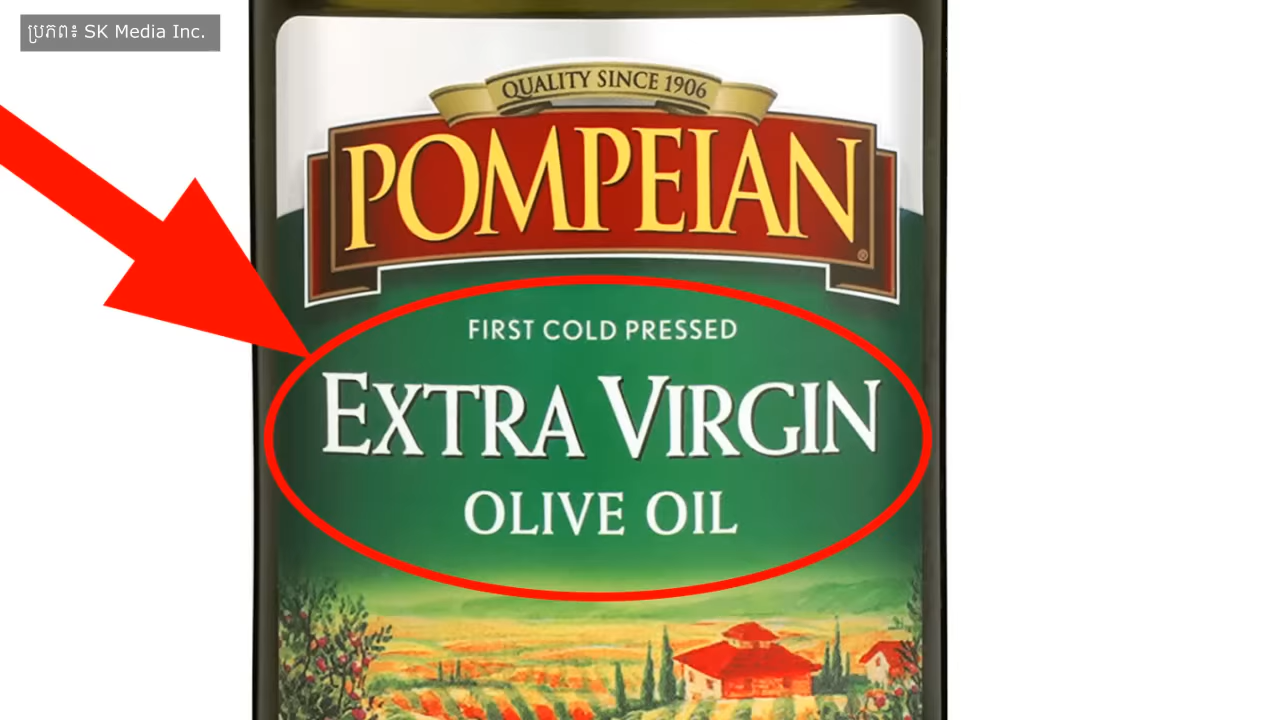 ប្រភពះ SK Media Inc.
QUALITY SINCE 1906
POMPEIAN®
FIRST COLD PRESSED
EXTRA VIRGIN
OLIVE OIL